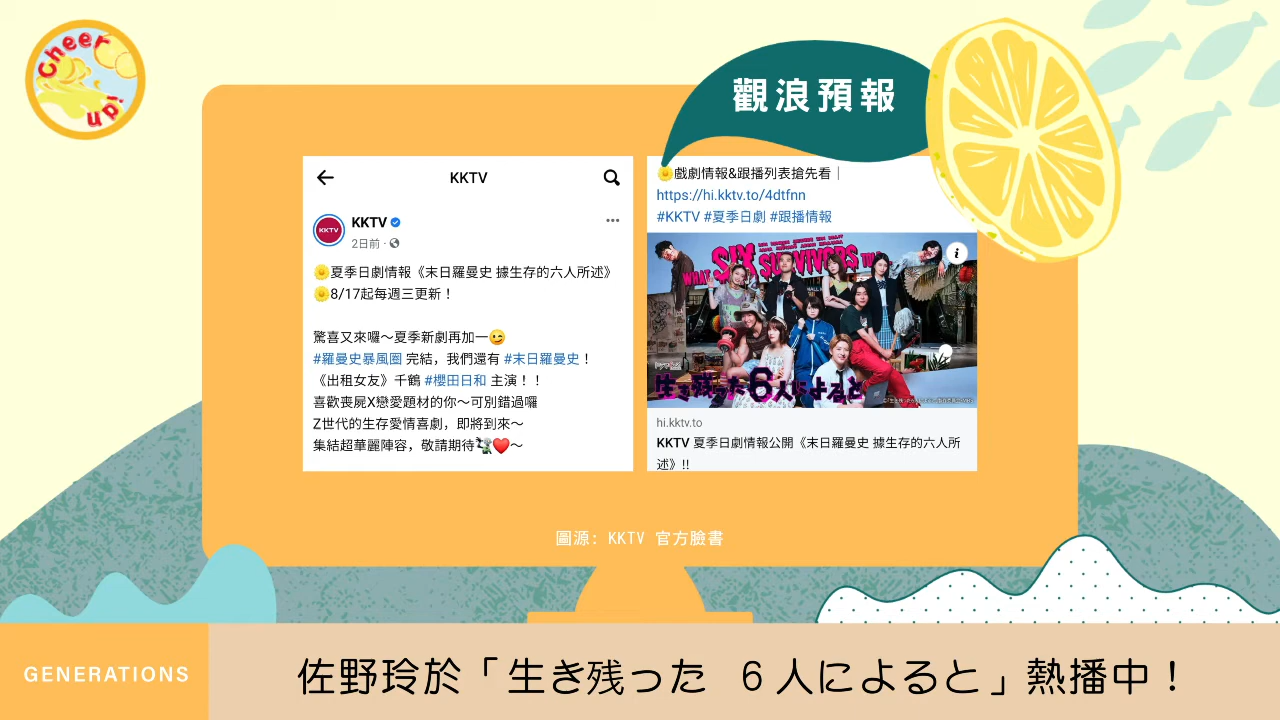 Cheer
up!
觀浪預報
KKTV
KKTV
KKTV
2日前 ·
夏季日劇情報《末日羅曼史 據生存的六人所述》
8/17起每週三更新！
驚喜又來囉～夏季新劇再加一
#羅曼史暴風圈 完結，我們還有 #末日羅曼史！
《出租女友》千鶴 #櫻田日和 主演！！
喜歡喪屍X戀愛題材的你～可別錯過囉
Z世代的生存愛情喜劇，即將到來～
集結超華麗陣容，敬請期待～
戲劇情報&跟播列表搶先看｜
https://hi.kktv.to/4dtfnn
#KKTV #夏季日劇 #跟播情報
WHAT SIX SURVIVORS TOLD
生き残った6人によると
hi.kktv.to
KKTV 夏季日劇情報公開《末日羅曼史 據生存的六人所
述》!!
圖源: KKTV 官方臉書
GENERATIONS
佐野玲於「生き残った 6人によると」熱播中！